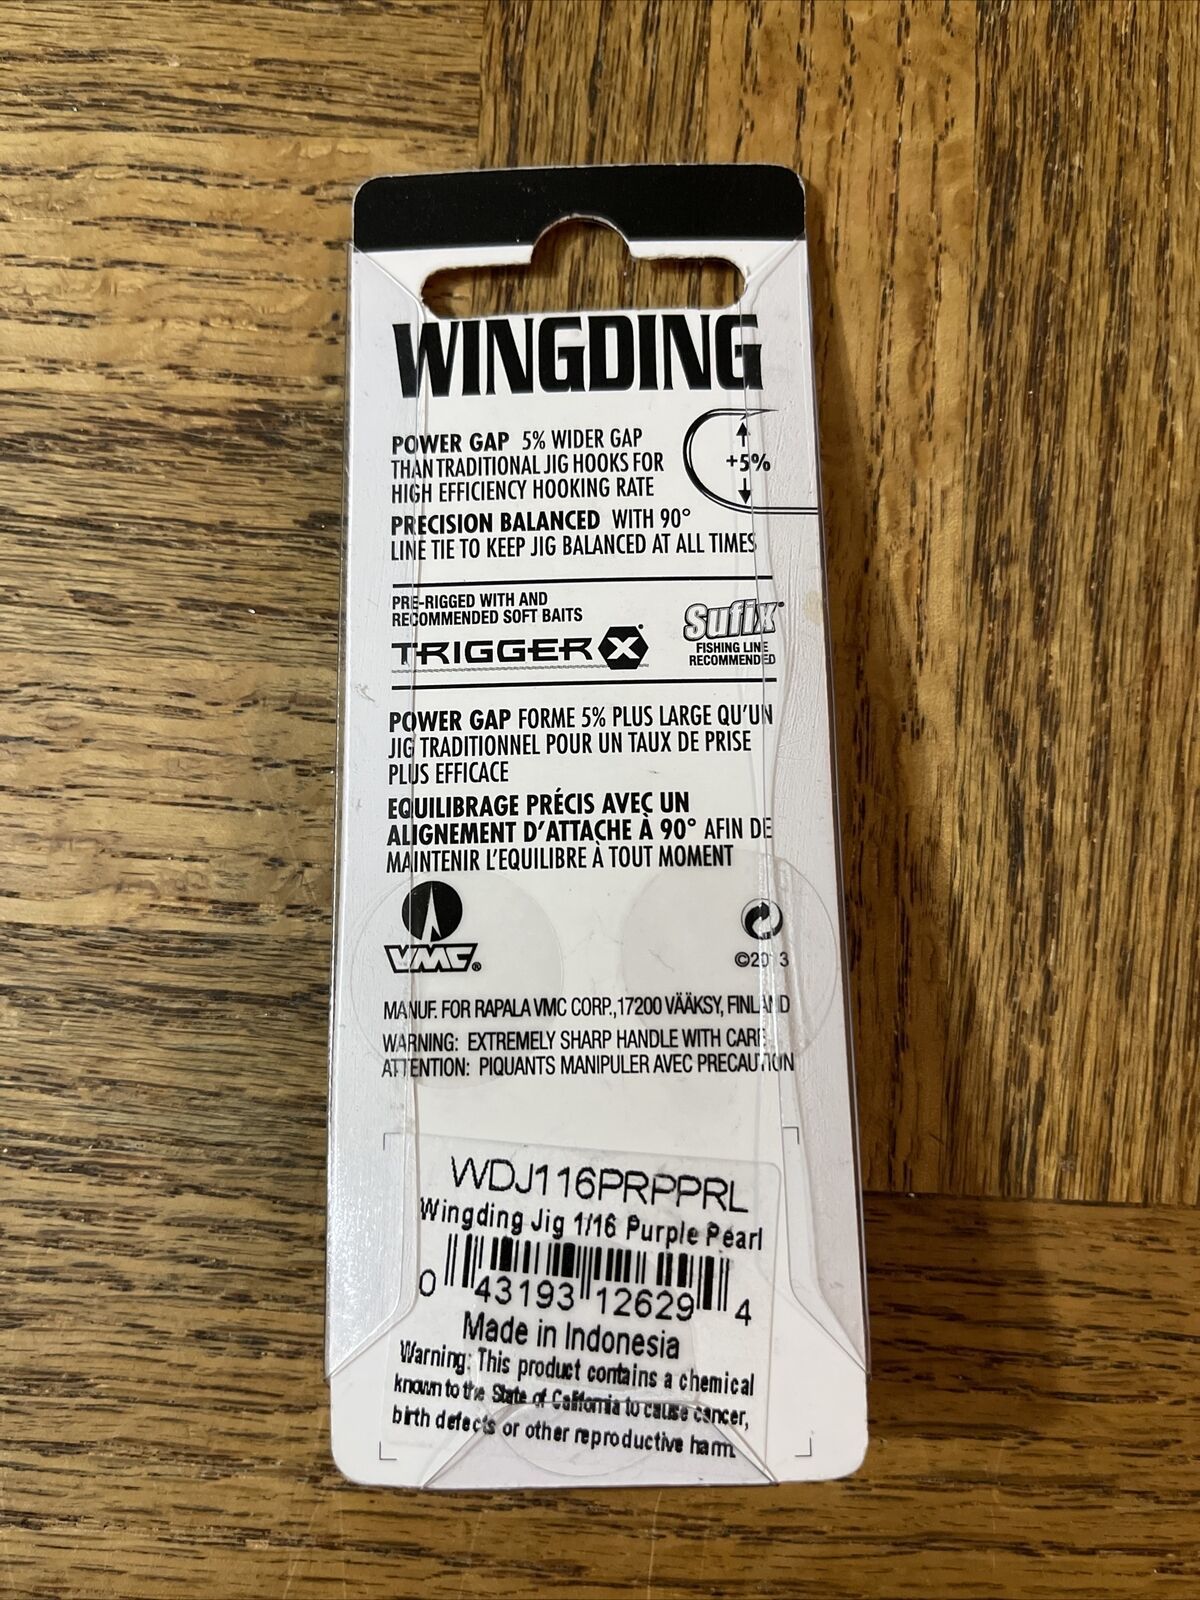 WINGDING
POWER GAP 5% WIDER GAP
THAN TRADITIONAL JIG HOOKS FOR
HIGH EFFICIENCY HOOKING RATE
+5%
PRECISION BALANCED WITH 90°
LINE TIE TO KEEP JIG BALANCED AT ALL TIMES
PRE-RIGGED WITH AND
RECOMMENDED SOFT BAITS
TRIGGER X®
Sufix
FISHING LINE
RECOMMENDED
POWER GAP FORME 5% PLUS LARGE QU'UN
JIG TRADITIONNEL POUR UN TAUX DE PRISE
PLUS EFFICACE
EQUILIBRAGE PRÉCIS AVEC UN
ALIGNEMENT D'ATTACHE À 90° AFIN DE
MAINTENIR L'EQUILIBRE À TOUT MOMENT
VMC®
©2013
MANUF. FOR RAPALA VMC CORP.,17200 VÄÄKSY, FINLAND
WARNING: EXTREMELY SHARP HANDLE WITH CARE.
ATTENTION: PIQUANTS MANIPULER AVEC PRECAUTION
WDJ116PRPPRL
Wingding Jig 1/16 Purple Pearl
0 43193 12629 4
Made in Indonesia
Warning: This product contains a chemical
known to the State of California to cause cancer,
birth defects or other reproductive harm.